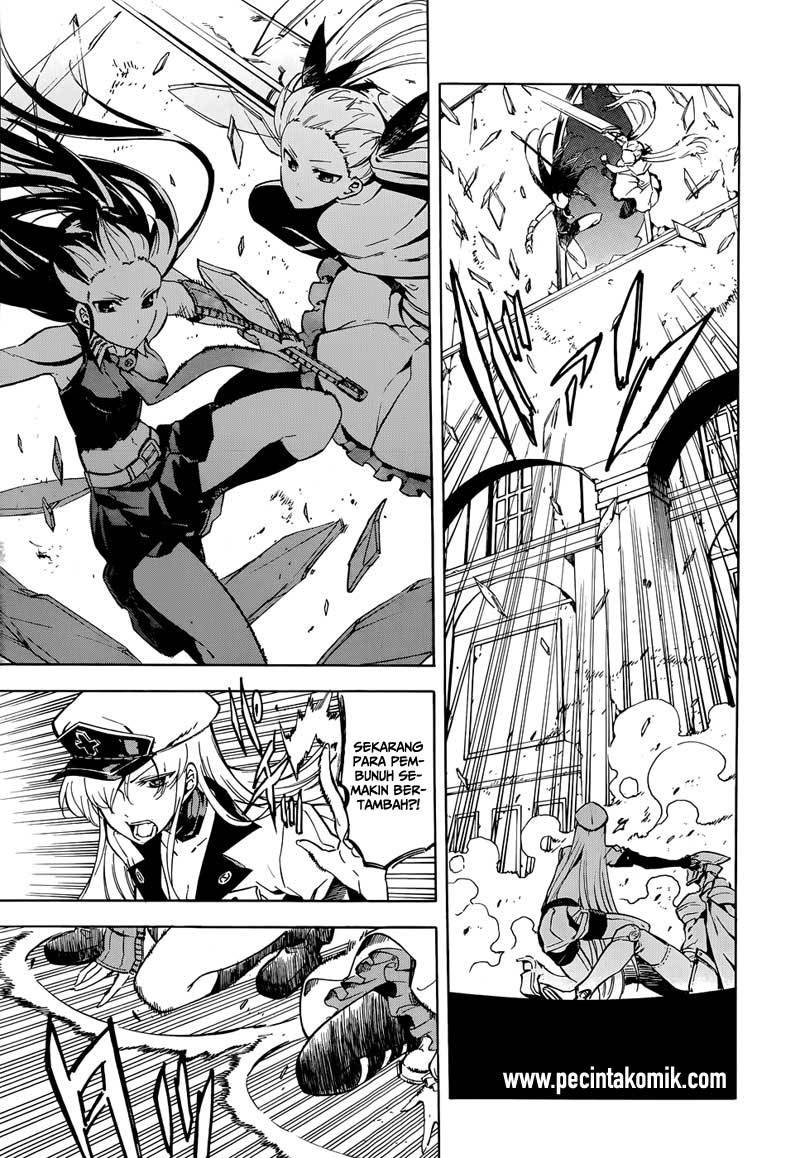 SEKARANG
PARA PEM-
BUNUH SE-
MAKIN BER-
TAMBAH?!
www.pecintakomik.com